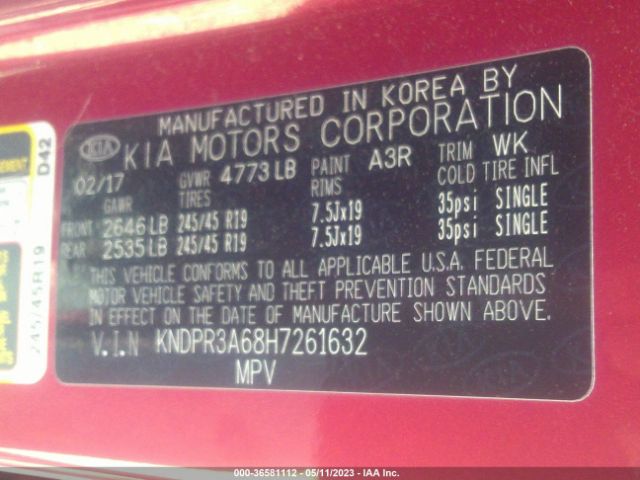 MANUFACTURED IN KOREA BY
KIA KIA MOTORS CORPORATION
02/17 GVWR 4773 LB PAINT A3R TRIM WK
GAWR TIRES RIMS COLD TIRE INFL
FRONT 2646 LB 245/45 R19 7.5Jx19 35psi SINGLE
REAR 2535 LB 245/45 R19 7.5Jx19 35psi SINGLE
THIS VEHICLE CONFORMS TO ALL APPLICABLE U.S.A. FEDERAL
MOTOR VEHICLE SAFETY AND THEFT PREVENTION STANDARDS
IN EFFECT ON THE DATE OF MANUFACTURE SHOWN ABOVE.
V.I.N KNDPR3A68H7261632
MPV
D42
245/45R19
000-36581112 - 05/11/2023 - IAA Inc.